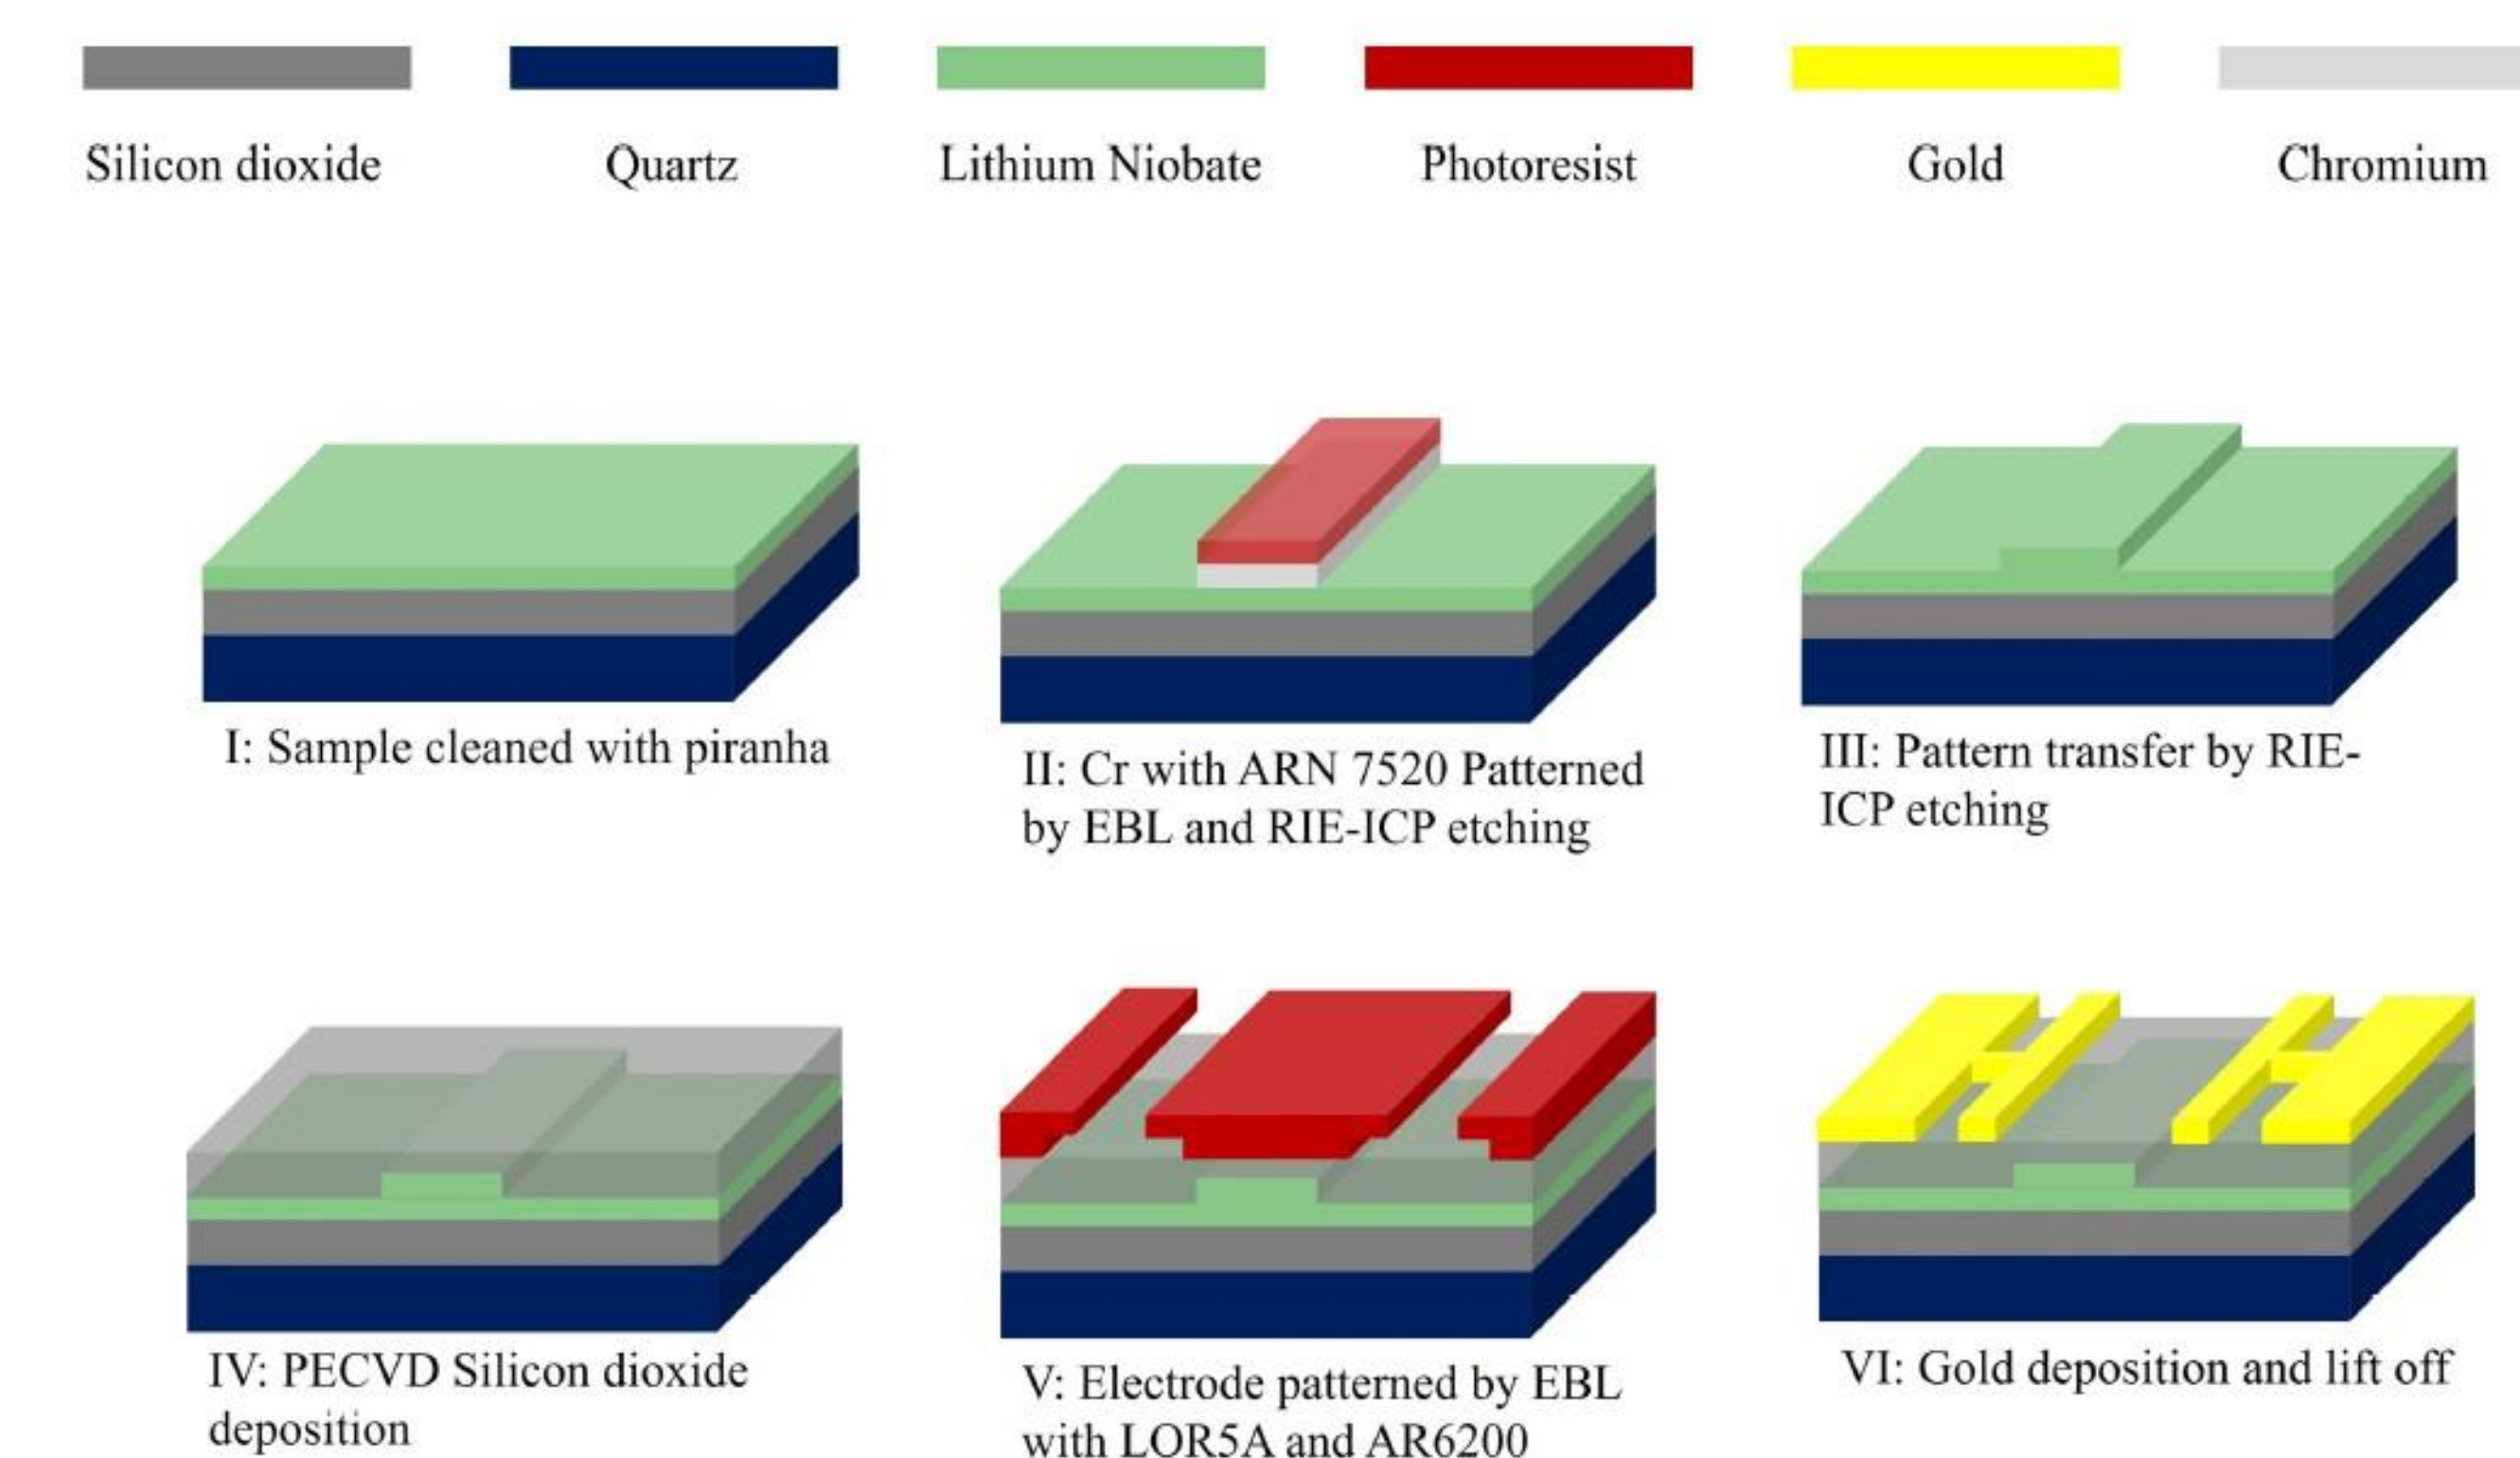 Silicon dioxide
Quartz
Lithium Niobate
Photoresist
Gold
Chromium
I: Sample cleaned with piranha
II: Cr with ARN 7520 Patterned
by EBL and RIE-ICP etching
III: Pattern transfer by RIE-
ICP etching
IV: PECVD Silicon dioxide
deposition
V: Electrode patterned by EBL
with LOR5A and AR6200
VI: Gold deposition and lift off